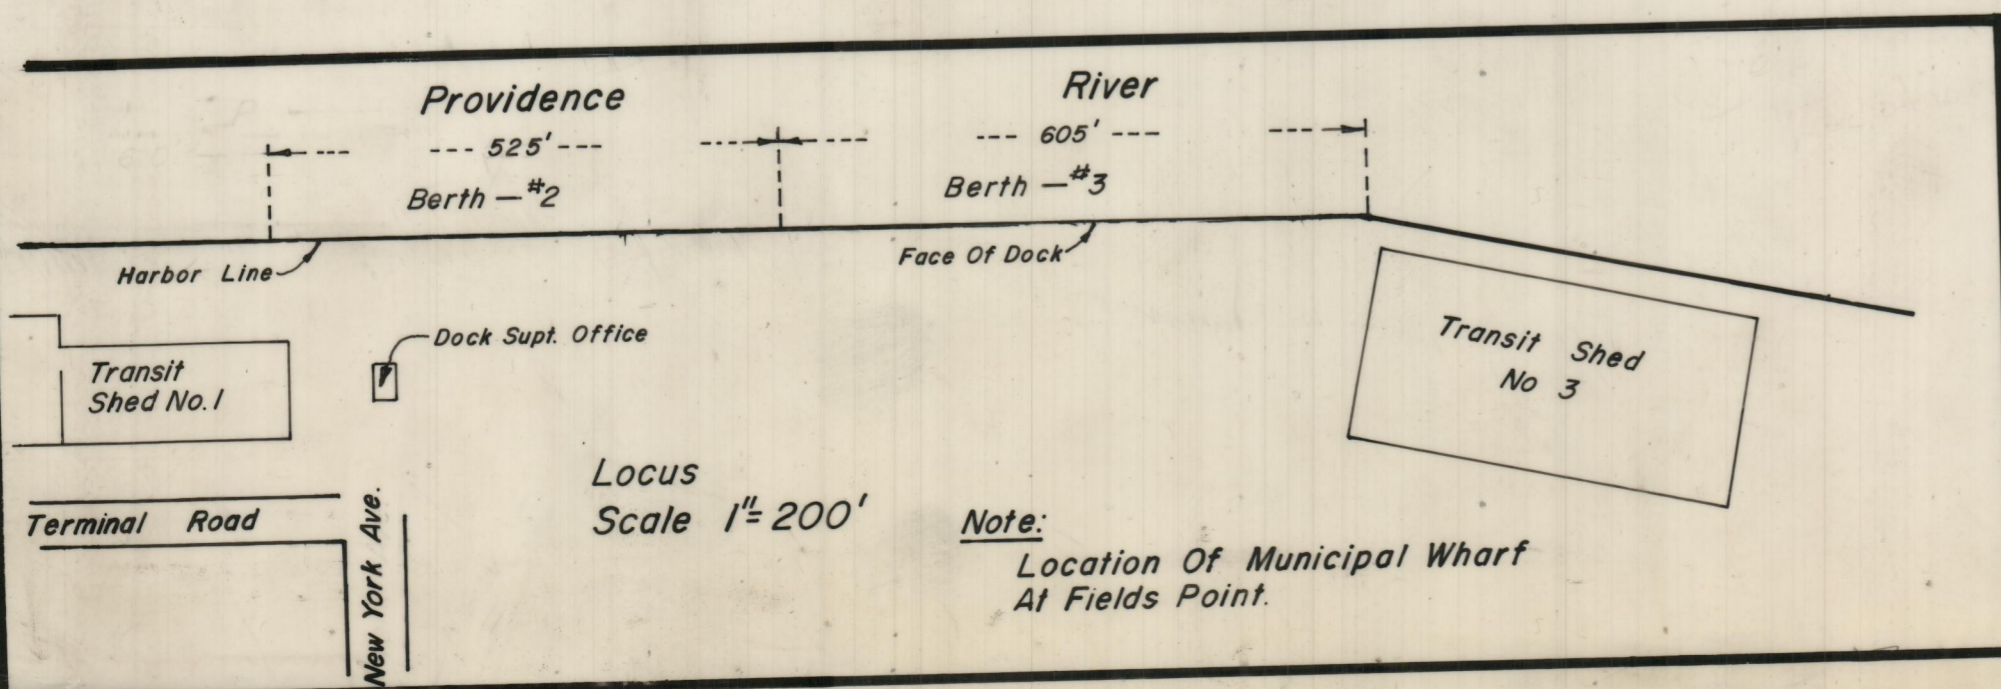 Providence River
--- 525' ---
--- 605' ---
Berth — #2
Berth — #3
Harbor Line
Face Of Dock
Dock Supt. Office
Transit
Shed No. 1
Transit Shed
No 3
Locus
Scale 1" = 200'
Terminal Road
New York Ave.
Note:
Location Of Municipal Wharf
At Fields Point.